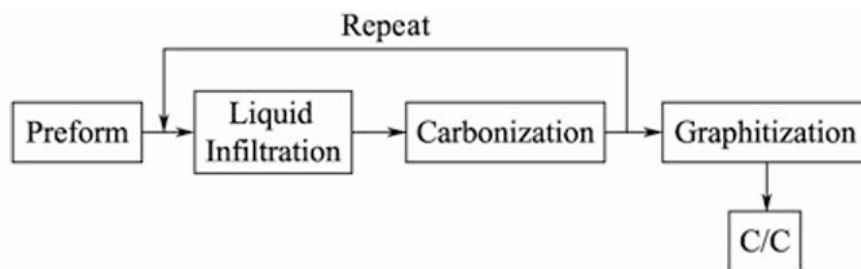 Repeat
Preform
Liquid
Infiltration
Carbonization
Graphitization
C/C